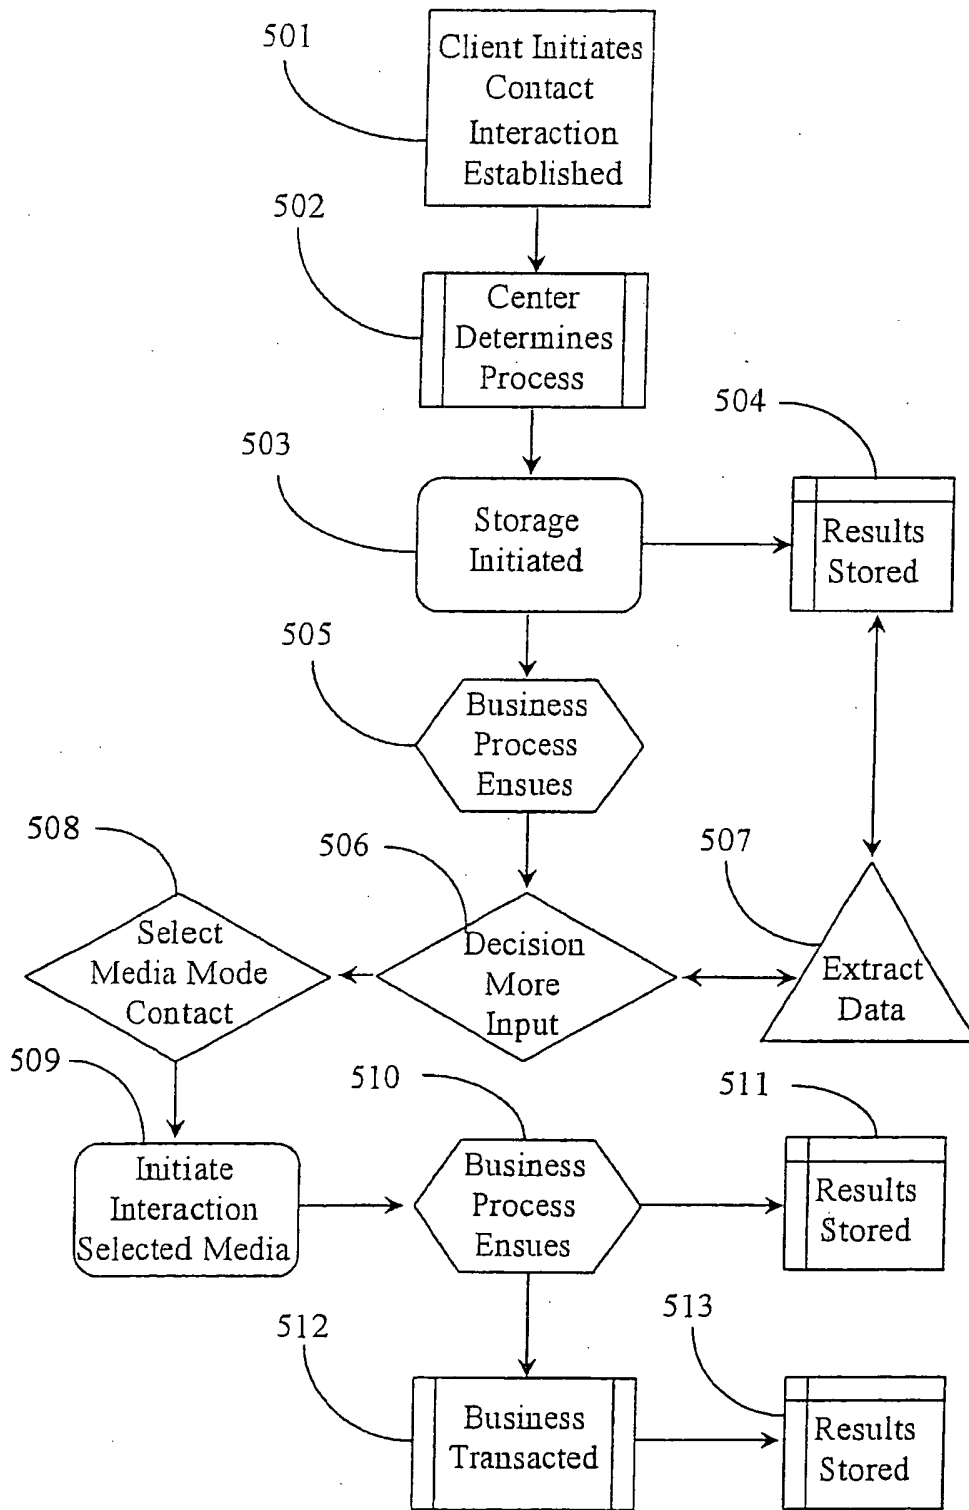 501
Client Initiates
Contact
Interaction
Established
502
Center
Determines
Process
503
Storage
Initiated
504
Results
Stored
505
Business
Process
Ensues
508
Select
Media Mode
Contact
506
Decision
More
Input
507
Extract
Data
509
Initiate
Interaction
Selected Media
510
Business
Process
Ensues
511
Results
Stored
512
Business
Transacted
513
Results
Stored